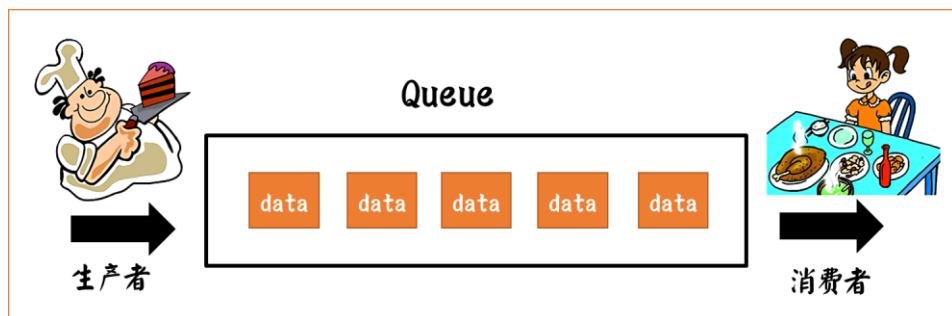 Queue
data data data data data
生产者
消费者